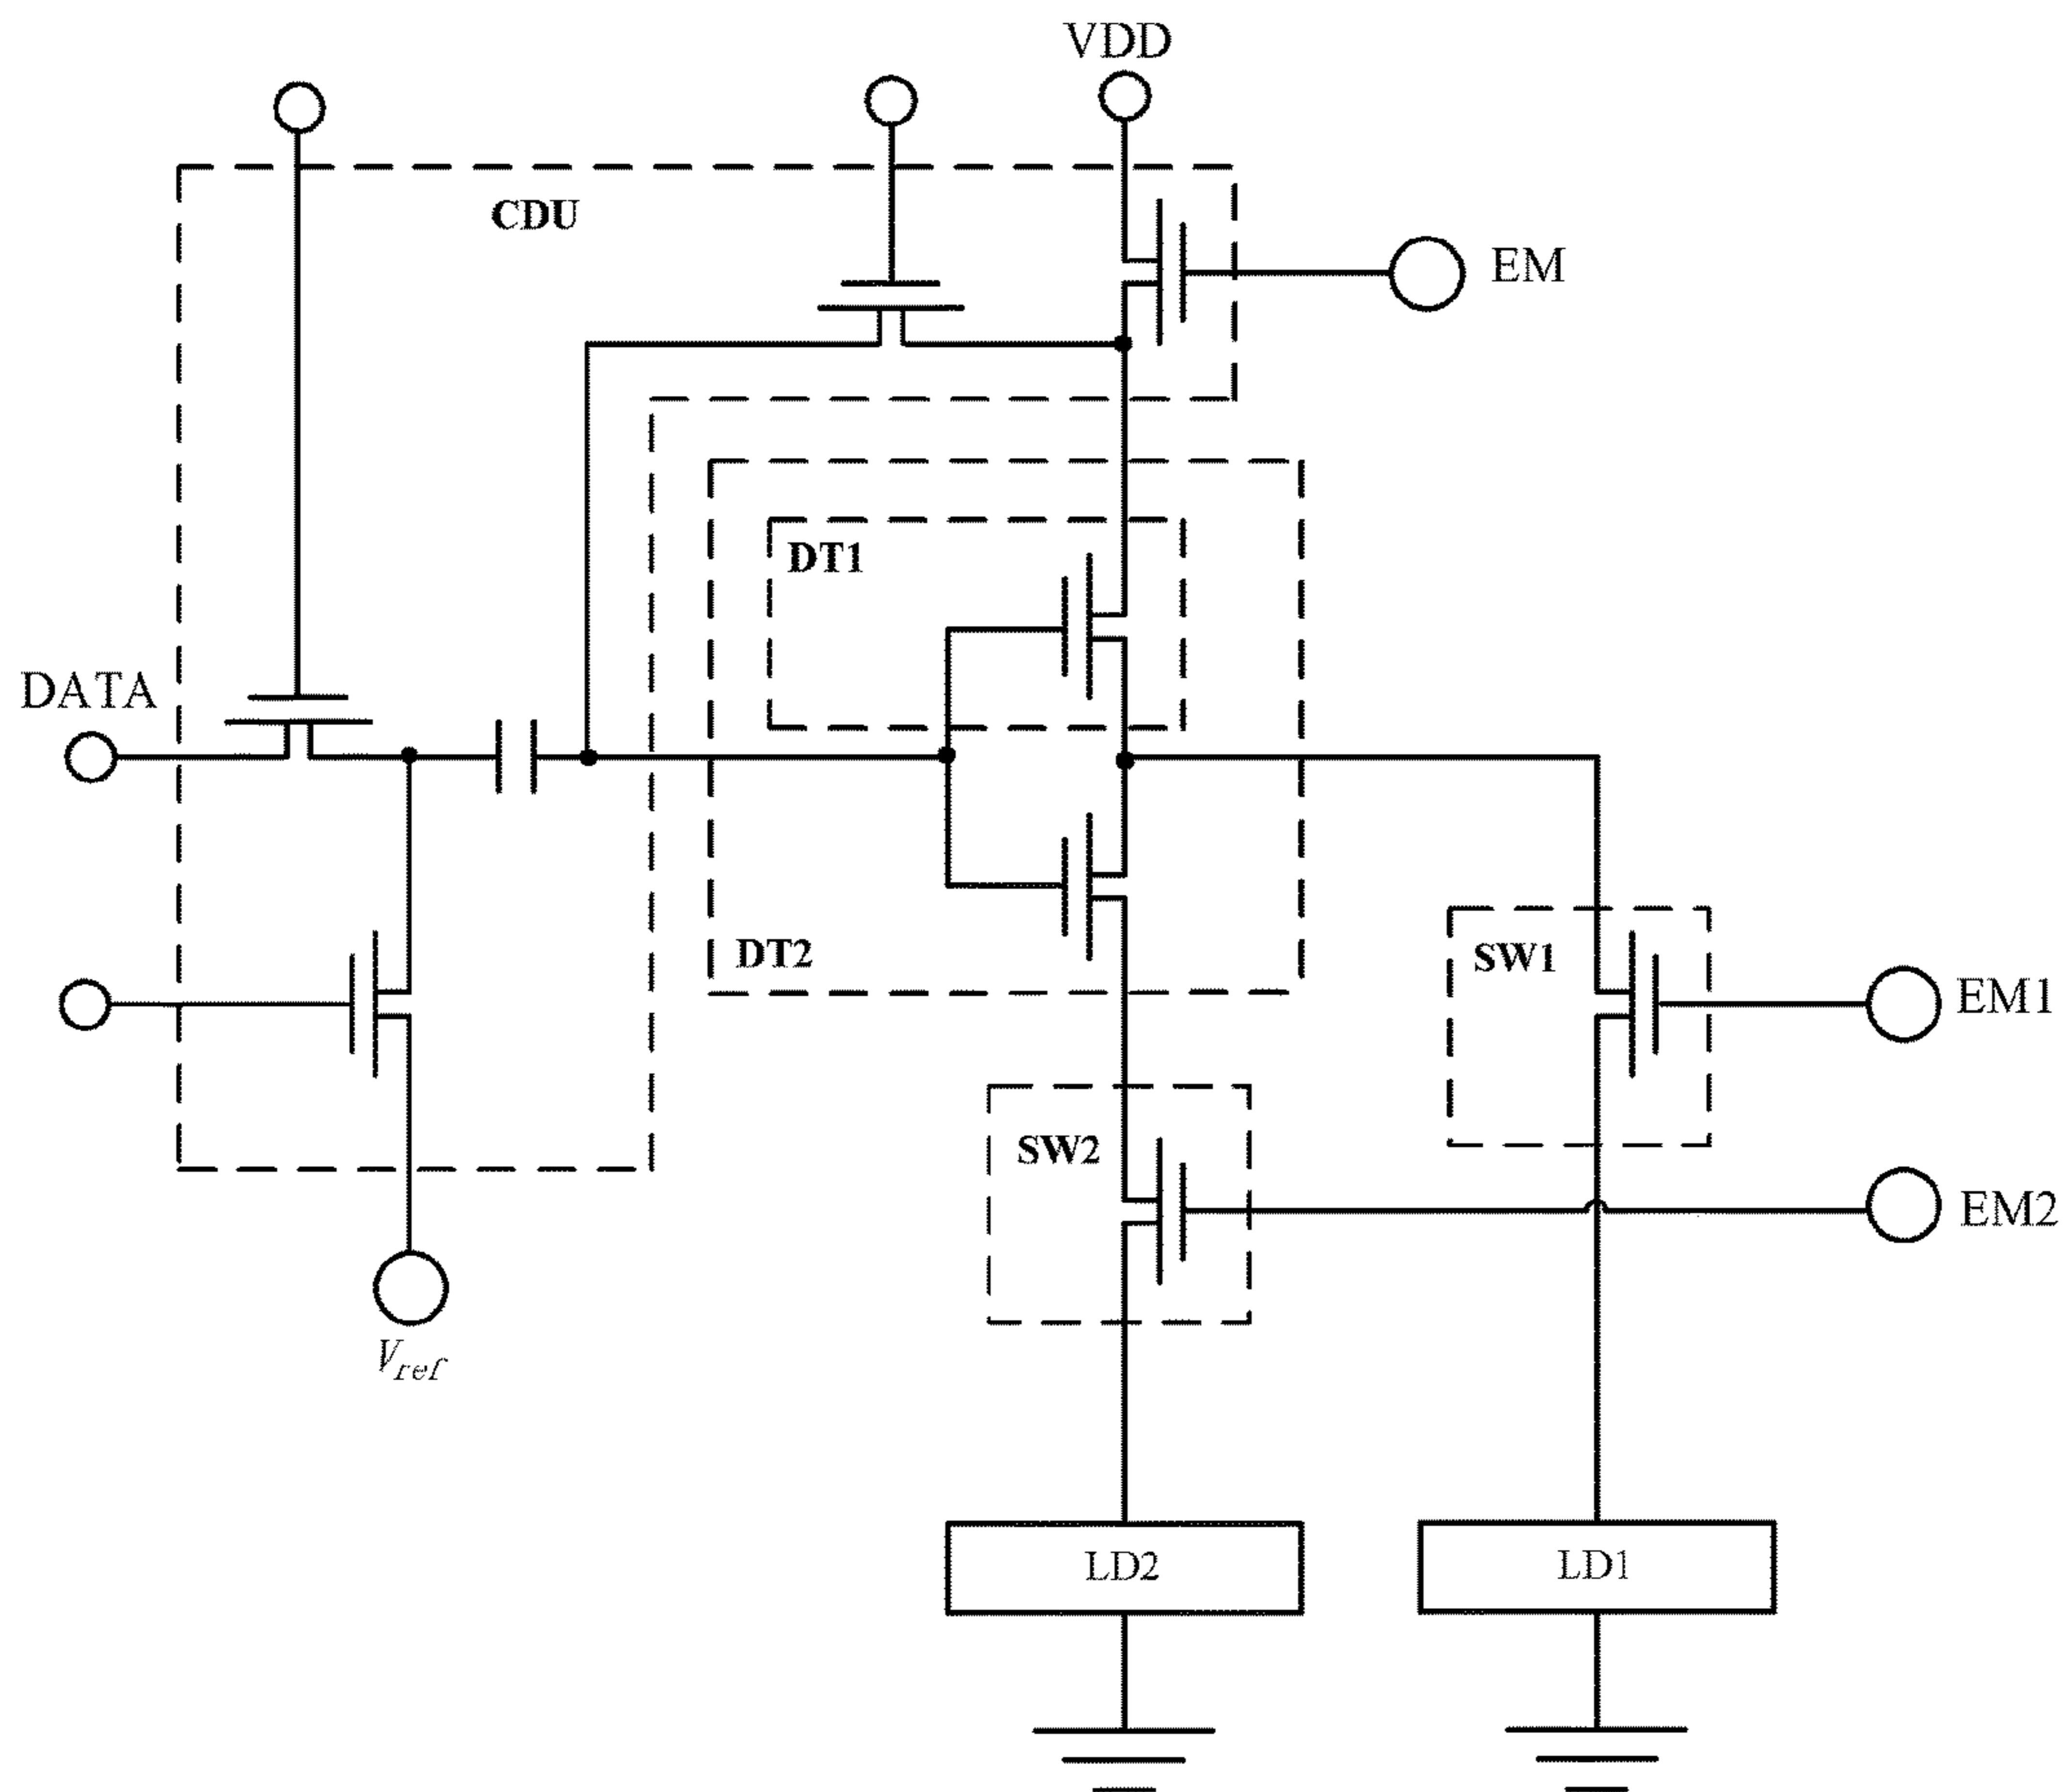 VDD
CDU
EM
DT1
DATA
DT2
SW1
EM1
SW2
EM2
Vref
LD2
LD1